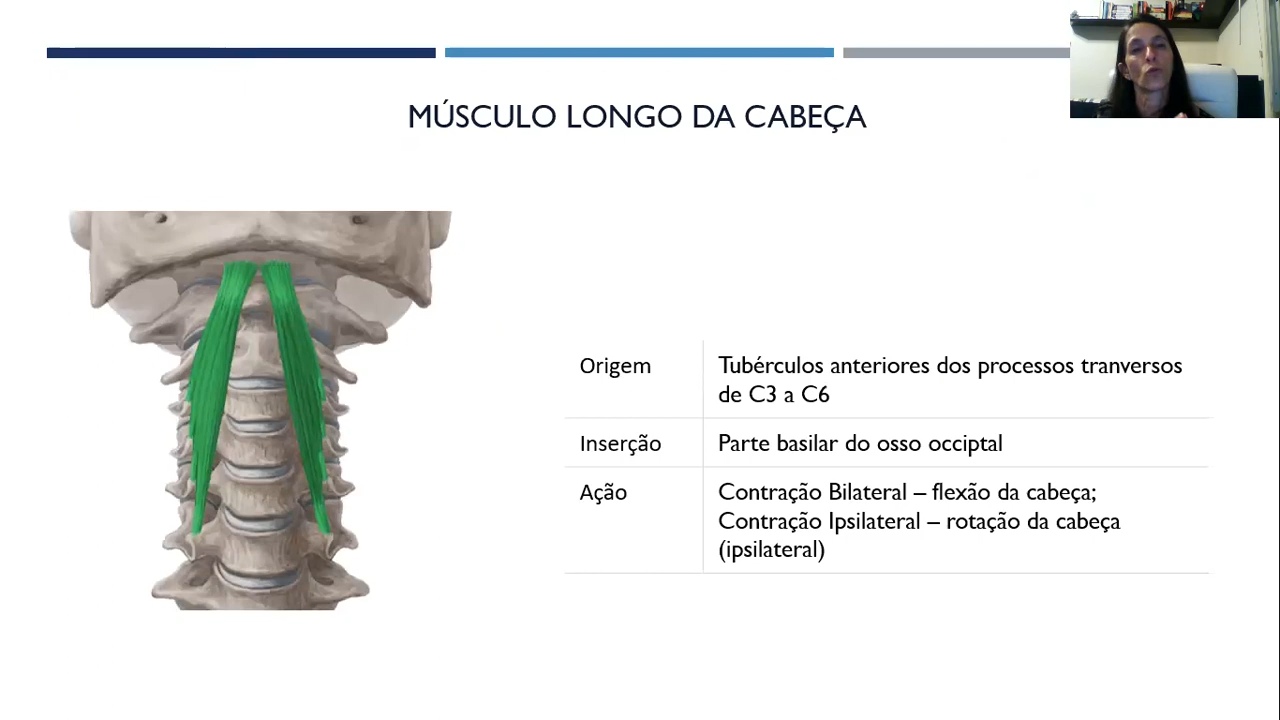 MÚSCULO LONGO DA CABEÇA
Origem
Tubérculos anteriores dos processos tranversos
de C3 a C6
Inserção
Parte basilar do osso occiptal
Ação
Contração Bilateral – flexão da cabeça;
Contração Ipsilateral – rotação da cabeça
(ipsilateral)